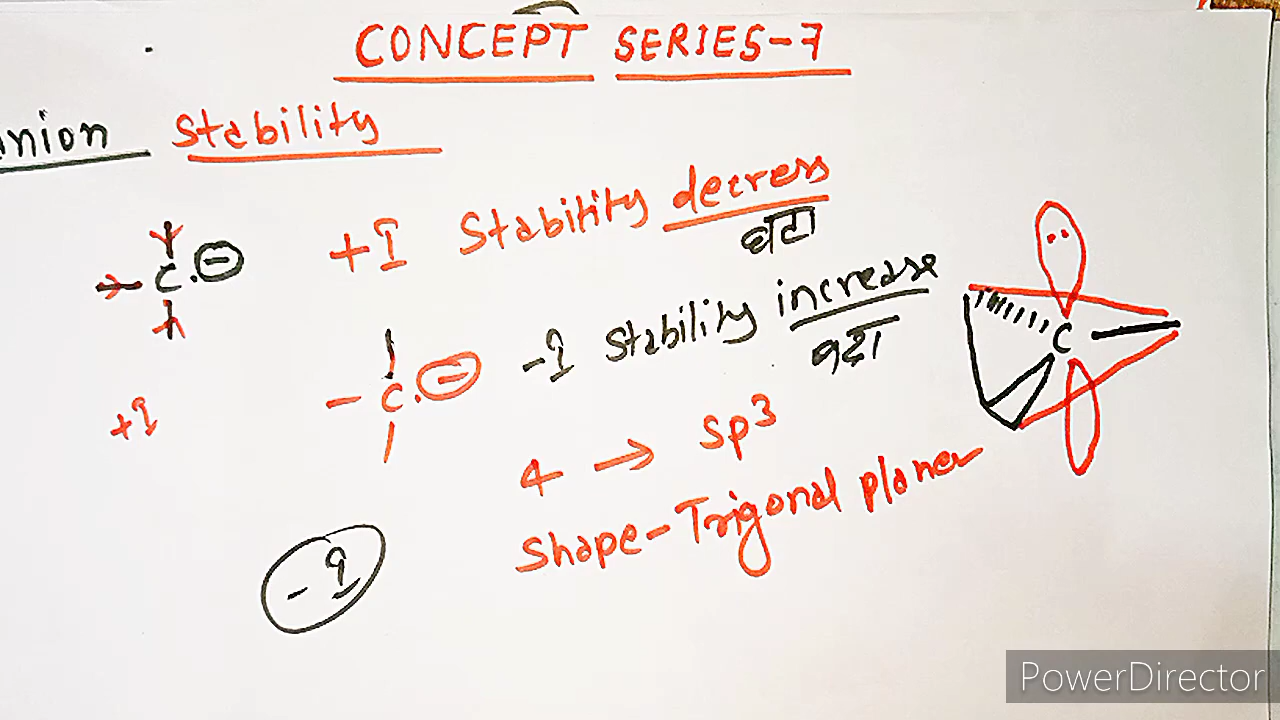 CONCEPT SERIES-7
anion Stability
+I Stability decress
घटा
C. -
-I Stability increase
बढ़ा
C
C. -
+I
4 → sp³
Shape - Trigonal planer
-I
PowerDirector